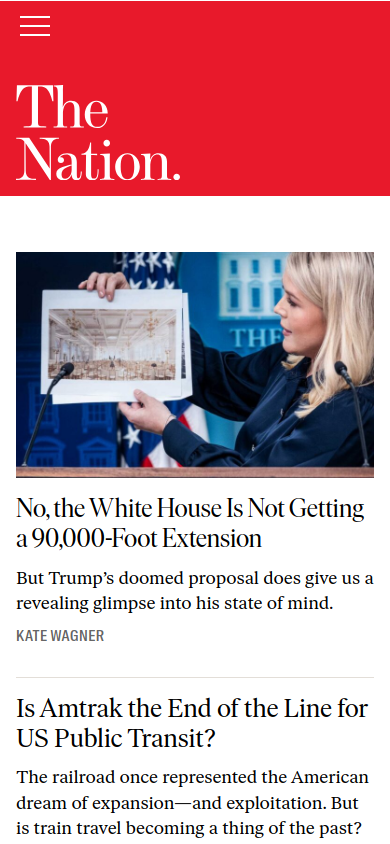 The
Nation.
THE
No, the White House Is Not Getting
a 90,000-Foot Extension
But Trump's doomed proposal does give us a
revealing glimpse into his state of mind.
KATE WAGNER
Is Amtrak the End of the Line for
US Public Transit?
The railroad once represented the American
dream of expansion—and exploitation. But
is train travel becoming a thing of the past?